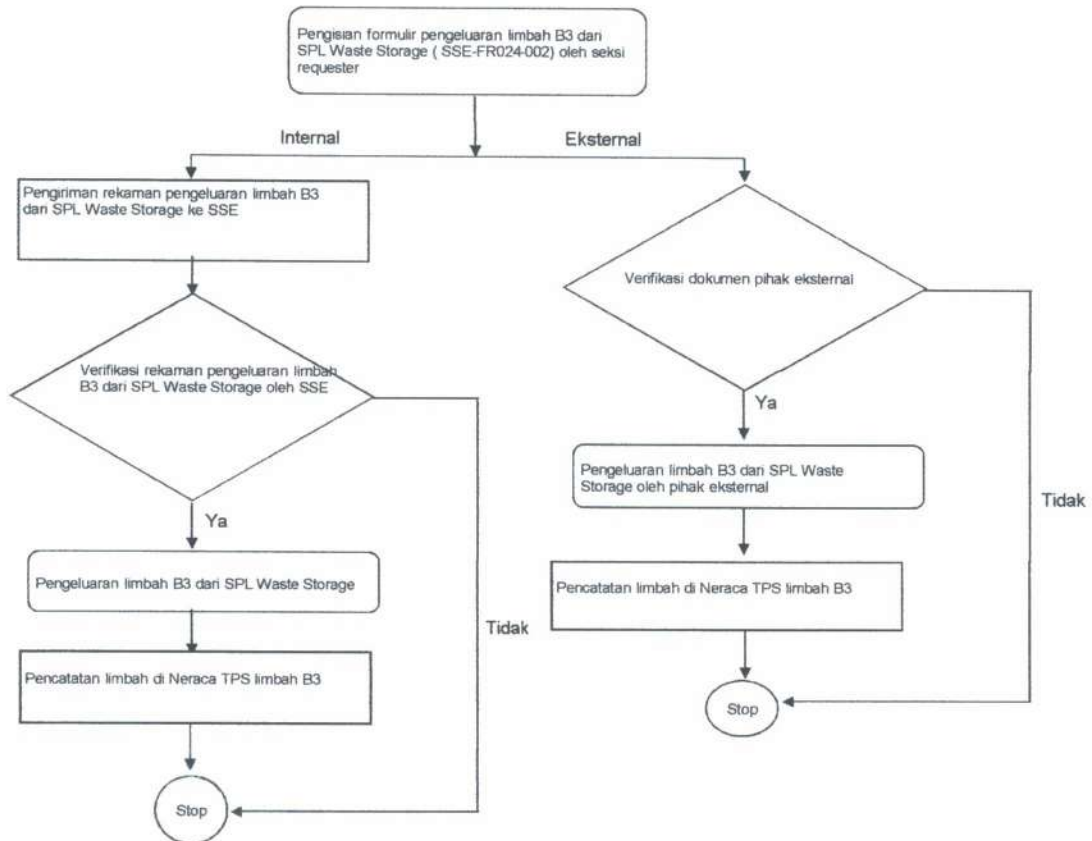 Pengisian formulir pengeluaran limbah B3 dari
SPL Waste Storage ( SSE-FR024-002) oleh seksi
requester
Internal
Eksternal
Pengiriman rekaman pengeluaran limbah B3
dari SPL Waste Storage ke SSE
Verifikasi rekaman pengeluaran limbah
B3 dari SPL Waste Storage oleh SSE
Ya
Pengeluaran limbah B3 dari SPL Waste Storage
Tidak
Pencatatan limbah di Neraca TPS limbah B3
Stop
Verifikasi dokumen pihak eksternal
Ya
Pengeluaran limbah B3 dari SPL Waste
Storage oleh pihak eksternal
Tidak
Pencatatan limbah di Neraca TPS limbah B3
Stop